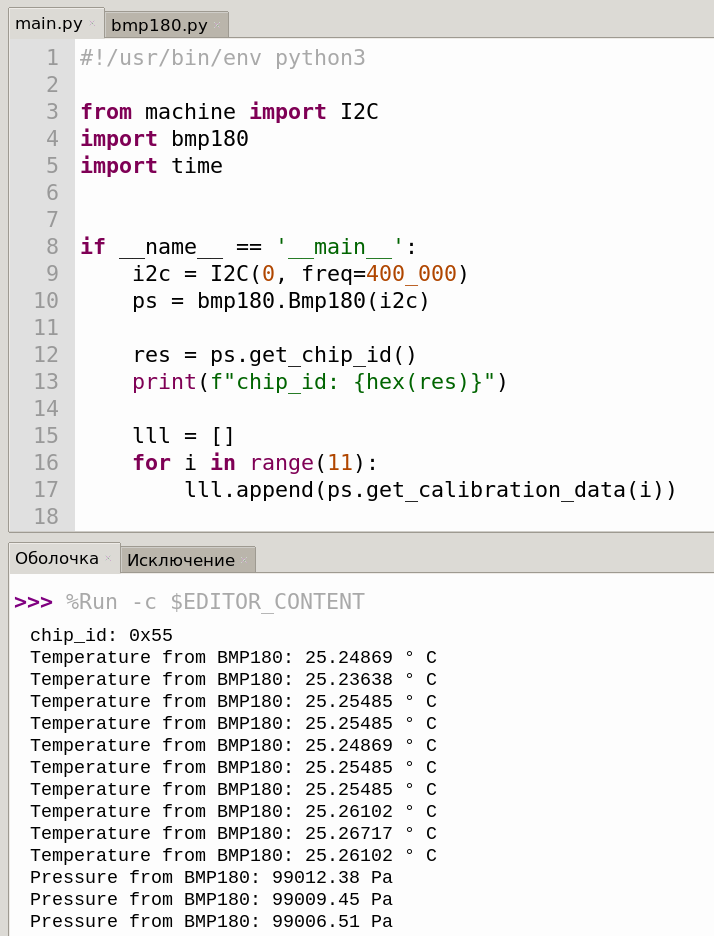 main.py × bmp180.py ×
1 #!/usr/bin/env python3
2
3 from machine import I2C
4 import bmp180
5 import time
6
7
8 if __name__ == '__main__':
9     i2c = I2C(0, freq=400_000)
10     ps = bmp180.Bmp180(i2c)
11
12     res = ps.get_chip_id()
13     print(f"chip_id: {hex(res)}")
14
15     lll = []
16     for i in range(11):
17         lll.append(ps.get_calibration_data(i))
18
Оболочка × Исключение ×
>>> %Run -c $EDITOR_CONTENT
chip_id: 0x55
Temperature from BMP180: 25.24869 ° C
Temperature from BMP180: 25.23638 ° C
Temperature from BMP180: 25.25485 ° C
Temperature from BMP180: 25.25485 ° C
Temperature from BMP180: 25.24869 ° C
Temperature from BMP180: 25.25485 ° C
Temperature from BMP180: 25.25485 ° C
Temperature from BMP180: 25.26102 ° C
Temperature from BMP180: 25.26717 ° C
Temperature from BMP180: 25.26102 ° C
Pressure from BMP180: 99012.38 Pa
Pressure from BMP180: 99009.45 Pa
Pressure from BMP180: 99006.51 Pa